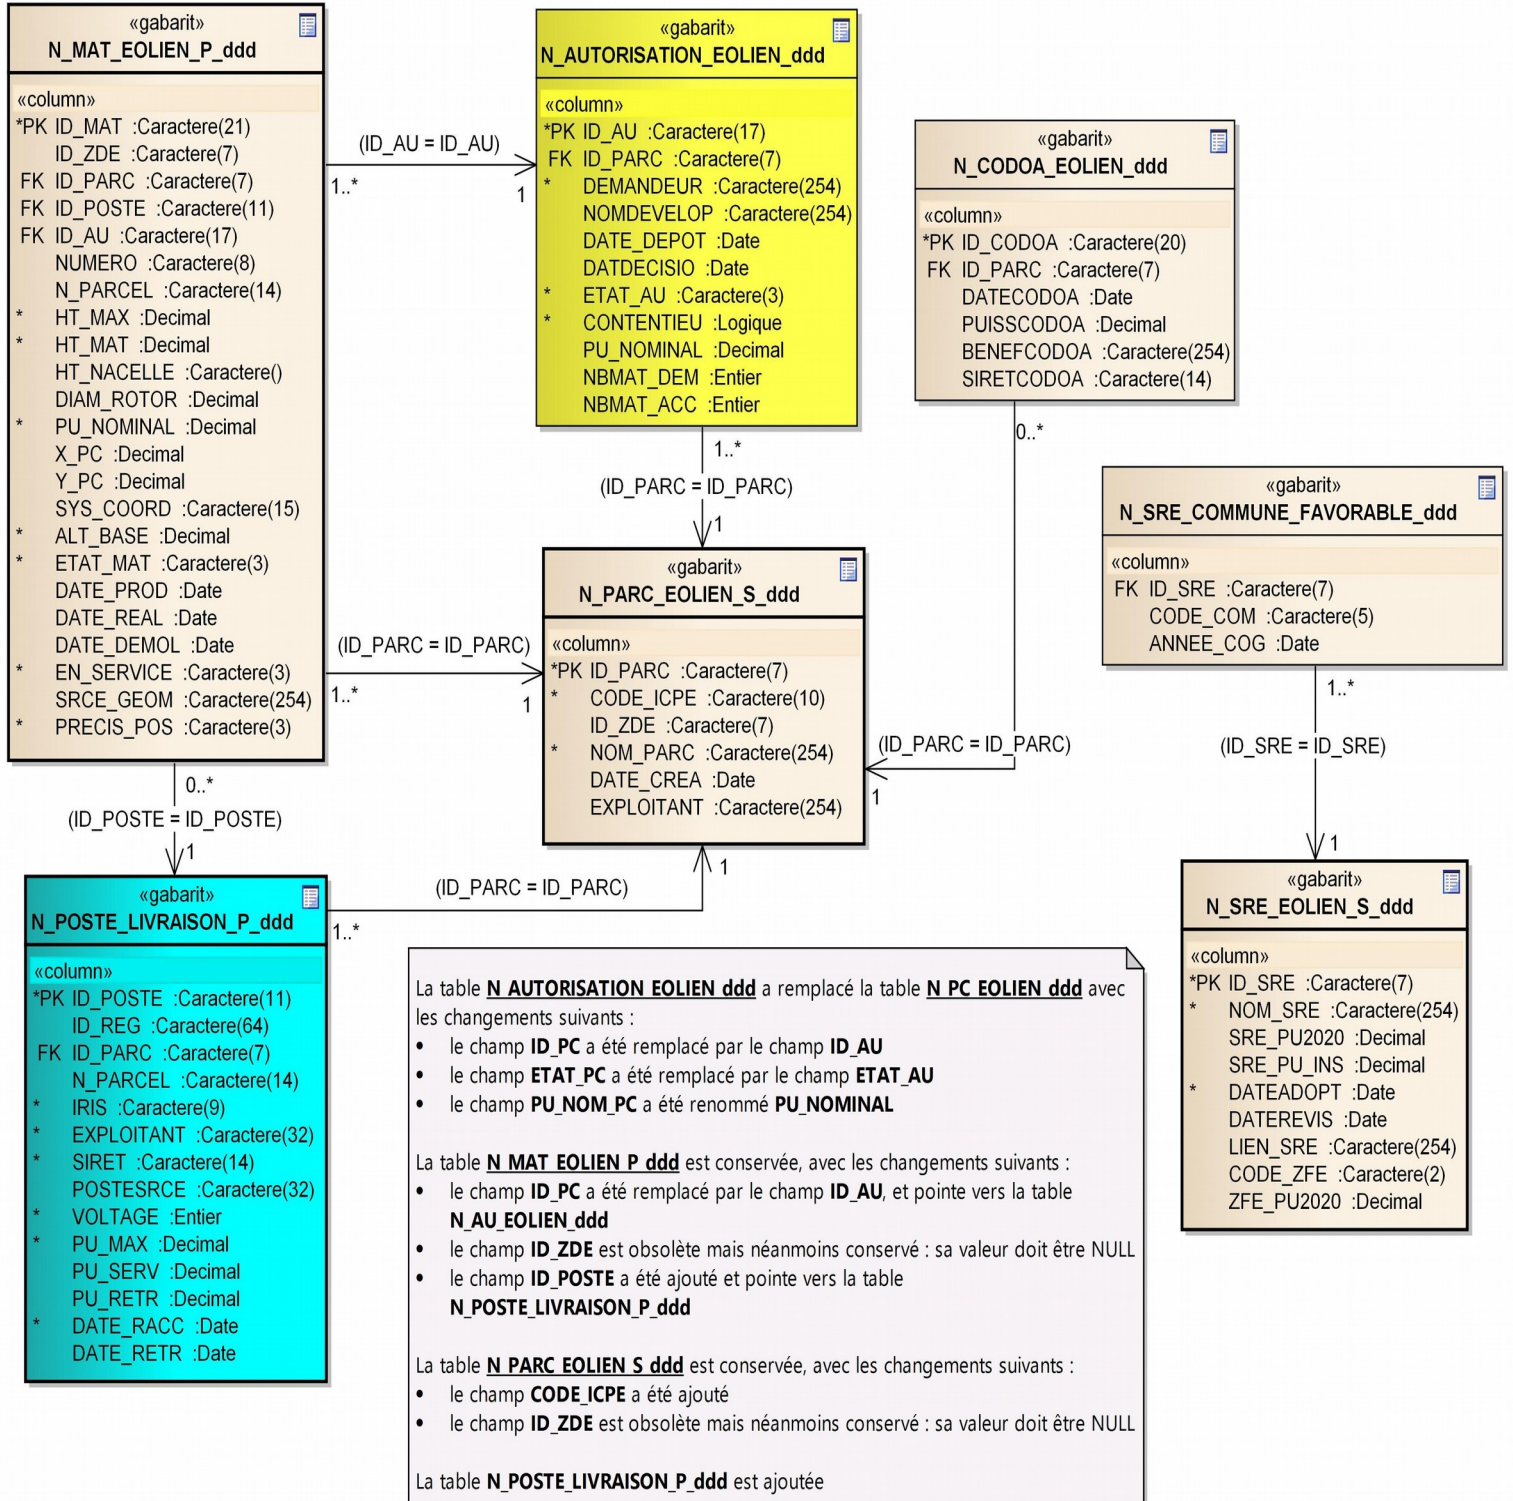 «gabarit»
N_MAT_EOLIEN_P_ddd
«column»
*PK ID_MAT :Caractere(21)
ID_ZDE :Caractere(7)
FK ID_PARC :Caractere(7)
FK ID_POSTE :Caractere(11)
FK ID_AU :Caractere(17)
NUMERO :Caractere(8)
N_PARCEL :Caractere(14)
* HT_MAX :Decimal
* HT_MAT :Decimal
HT_NACELLE :Caractere()
DIAM_ROTOR :Decimal
* PU_NOMINAL :Decimal
X_PC :Decimal
Y_PC :Decimal
SYS_COORD :Caractere(15)
* ALT_BASE :Decimal
* ETAT_MAT :Caractere(3)
DATE_PROD :Date
DATE_REAL :Date
DATE_DEMOL :Date
* EN_SERVICE :Caractere(3)
SRCE_GEOM :Caractere(254)
* PRECIS_POS :Caractere(3)
(ID_AU = ID_AU)
1..*
1
«gabarit»
N_AUTORISATION_EOLIEN_ddd
«column»
*PK ID_AU :Caractere(17)
FK ID_PARC :Caractere(7)
* DEMANDEUR :Caractere(254)
NOMDEVELOP :Caractere(254)
DATE_DEPOT :Date
DATDECISIO :Date
* ETAT_AU :Caractere(3)
* CONTENTIEU :Logique
PU_NOMINAL :Decimal
NBMAT_DEM :Entier
NBMAT_ACC :Entier
1..*
(ID_PARC = ID_PARC)
1
«gabarit»
N_CODOA_EOLIEN_ddd
«column»
*PK ID_CODOA :Caractere(20)
FK ID_PARC :Caractere(7)
DATECODOA :Date
PUISSCODOA :Decimal
BENEFCODOA :Caractere(254)
SIRETCODOA :Caractere(14)
0..*
(ID_PARC = ID_PARC)
1
«gabarit»
N_SRE_COMMUNE_FAVORABLE_ddd
«column»
FK ID_SRE :Caractere(7)
CODE_COM :Caractere(5)
ANNEE_COG :Date
1..*
(ID_SRE = ID_SRE)
1
(ID_PARC = ID_PARC)
1..*
1
«gabarit»
N_PARC_EOLIEN_S_ddd
«column»
*PK ID_PARC :Caractere(7)
* CODE_ICPE :Caractere(10)
ID_ZDE :Caractere(7)
* NOM_PARC :Caractere(254)
DATE_CREA :Date
EXPLOITANT :Caractere(254)
0..*
(ID_POSTE = ID_POSTE)
1
(ID_PARC = ID_PARC)
1..*
1
«gabarit»
N_POSTE_LIVRAISON_P_ddd
«column»
*PK ID_POSTE :Caractere(11)
ID_REG :Caractere(64)
FK ID_PARC :Caractere(7)
N_PARCEL :Caractere(14)
* IRIS :Caractere(9)
* EXPLOITANT :Caractere(32)
* SIRET :Caractere(14)
POSTESRCE :Caractere(32)
* VOLTAGE :Entier
* PU_MAX :Decimal
PU_SERV :Decimal
PU_RETR :Decimal
* DATE_RACC :Date
DATE_RETR :Date
«gabarit»
N_SRE_EOLIEN_S_ddd
«column»
*PK ID_SRE :Caractere(7)
* NOM_SRE :Caractere(254)
SRE_PU2020 :Decimal
SRE_PU_INS :Decimal
* DATEADOPT :Date
DATEREVIS :Date
LIEN_SRE :Caractere(254)
CODE_ZFE :Caractere(2)
ZFE_PU2020 :Decimal
La table N_AUTORISATION_EOLIEN_ddd a remplacé la table N_PC_EOLIEN_ddd avec
les changements suivants :
• le champ ID_PC a été remplacé par le champ ID_AU
• le champ ETAT_PC a été remplacé par le champ ETAT_AU
• le champ PU_NOM_PC a été renommé PU_NOMINAL
La table N_MAT_EOLIEN_P_ddd est conservée, avec les changements suivants :
• le champ ID_PC a été remplacé par le champ ID_AU, et pointe vers la table
N_AU_EOLIEN_ddd
• le champ ID_ZDE est obsolète mais néanmoins conservé : sa valeur doit être NULL
• le champ ID_POSTE a été ajouté et pointe vers la table
N_POSTE_LIVRAISON_P_ddd
La table N_PARC_EOLIEN_S_ddd est conservée, avec les changements suivants :
• le champ CODE_ICPE a été ajouté
• le champ ID_ZDE est obsolète mais néanmoins conservé : sa valeur doit être NULL
La table N_POSTE_LIVRAISON_P_ddd est ajoutée